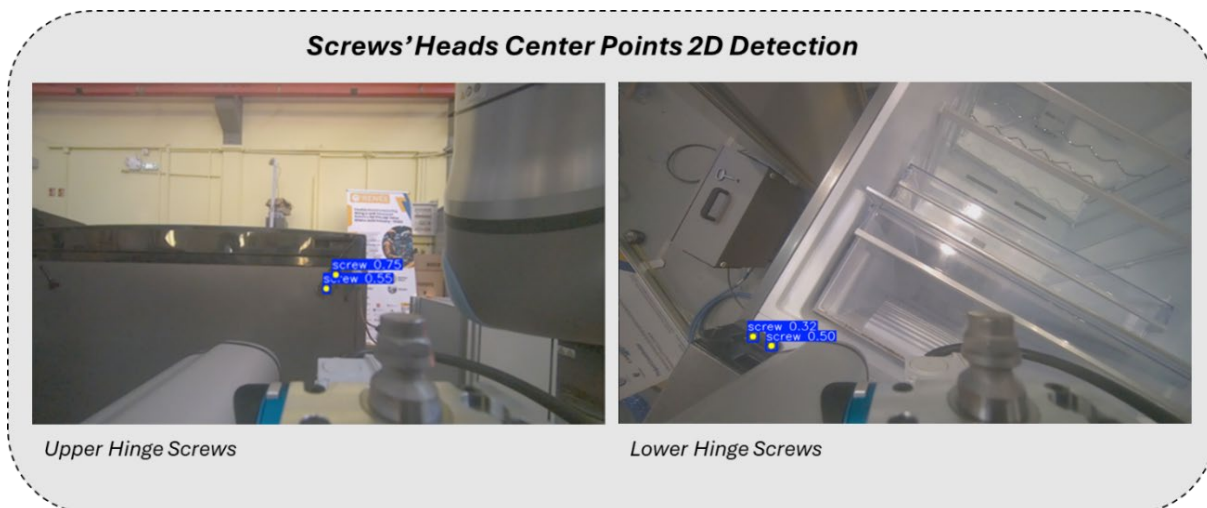 Screws' Heads Center Points 2D Detection
screw 0.75
screw 0.55
screw 0.32
screw 0.50
Upper Hinge Screws
Lower Hinge Screws